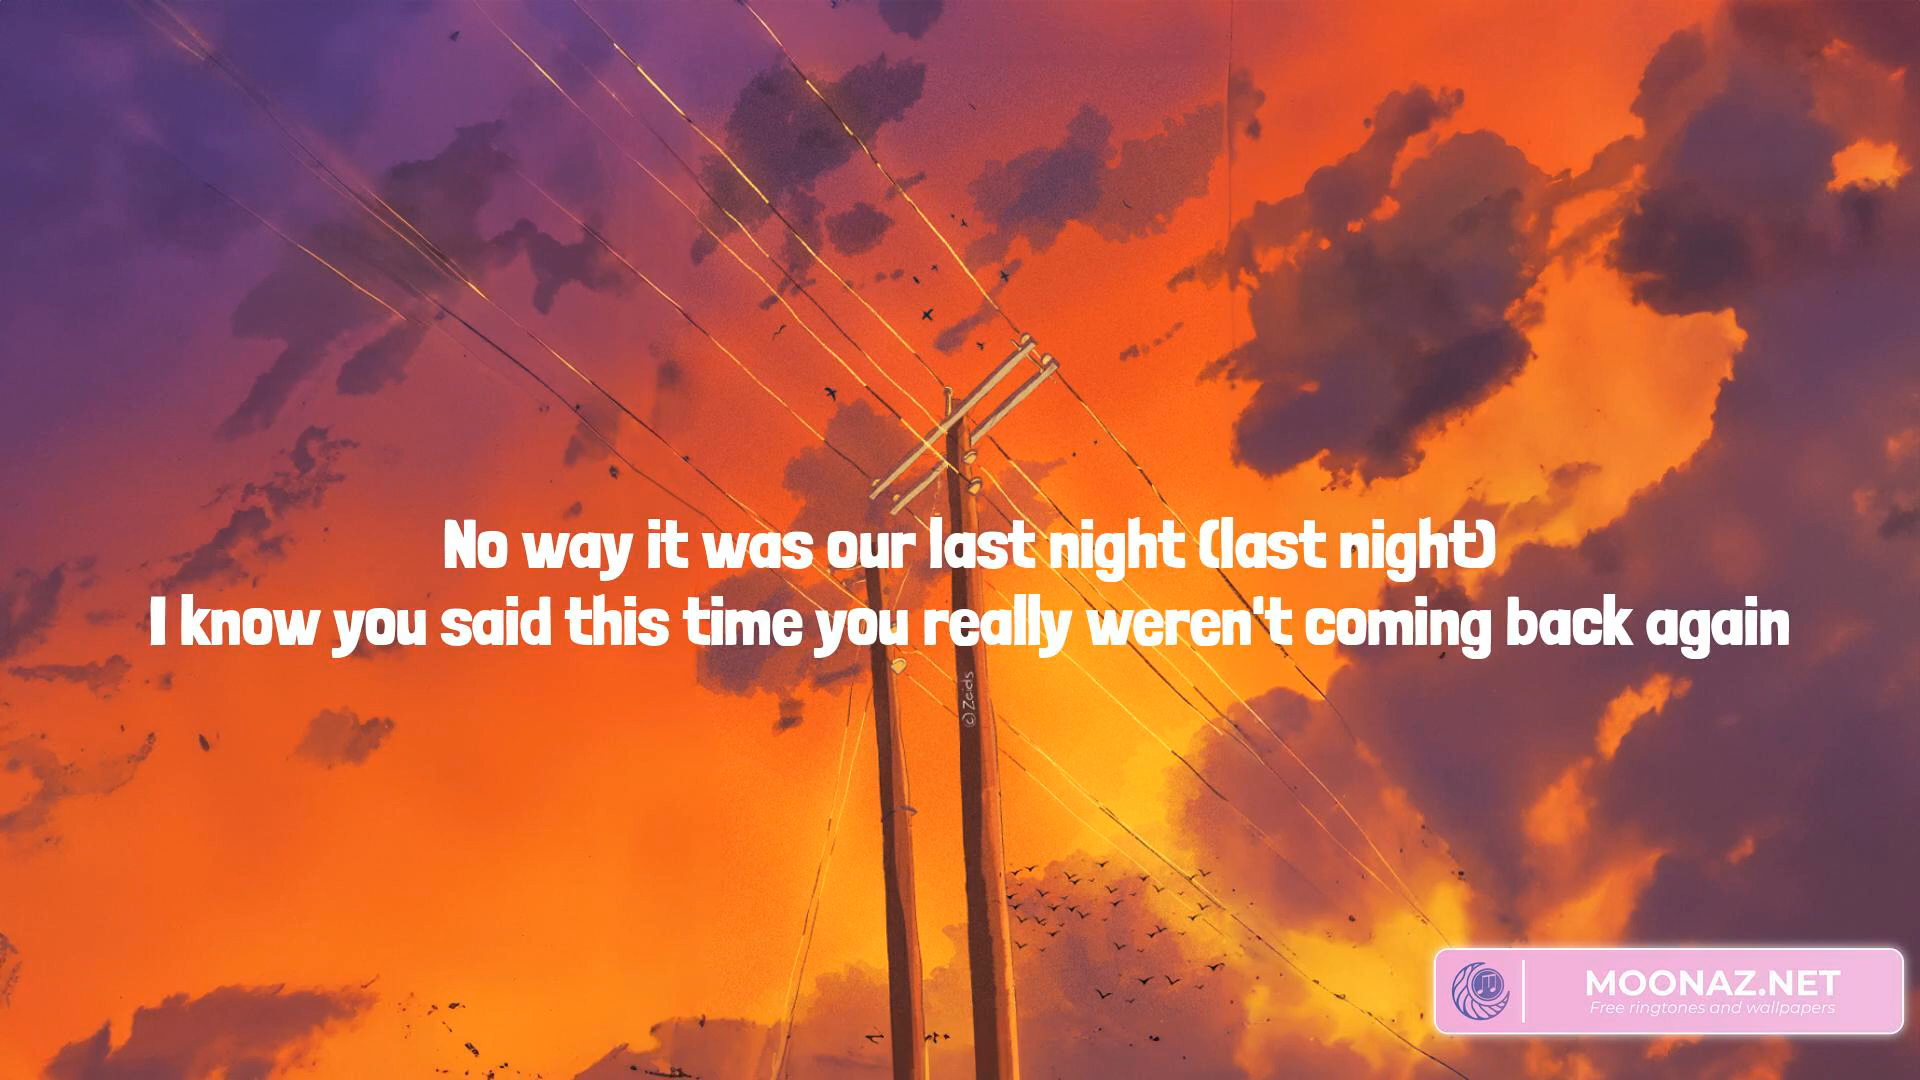 No way it was our last night (last night)
I know you said this time you really weren't coming back again
(c) Zeids
MOONAZ.NET
Free ringtones and wallpapers